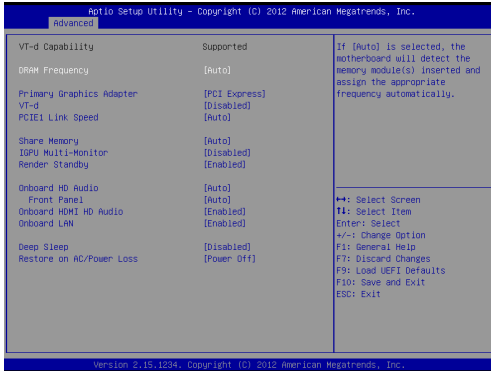 Aptio Setup Utility – Copyright (C) 2012 American Megatrends, Inc.
Advanced
VT-d Capability Supported
DRAM Frequency [Auto]
Primary Graphics Adapter [PCI Express]
VT-d [Disabled]
PCIE1 Link Speed [Auto]
Share Memory [Auto]
IGPU Multi-Monitor [Disabled]
Render Standby [Enabled]
Onboard HD Audio [Auto]
Front Panel [Auto]
Onboard HDMI HD Audio [Enabled]
Onboard LAN [Enabled]
Deep Sleep [Disabled]
Restore on AC/Power Loss [Power Off]
If [Auto] is selected, the
motherboard will detect the
memory module(s) inserted and
assign the appropriate
frequency automatically.
↔: Select Screen
↑↓: Select Item
Enter: Select
+/-: Change Option
F1: General Help
F7: Discard Changes
F9: Load UEFI Defaults
F10: Save and Exit
ESC: Exit
Version 2.15.1234. Copyright (C) 2012 American Megatrends, Inc.